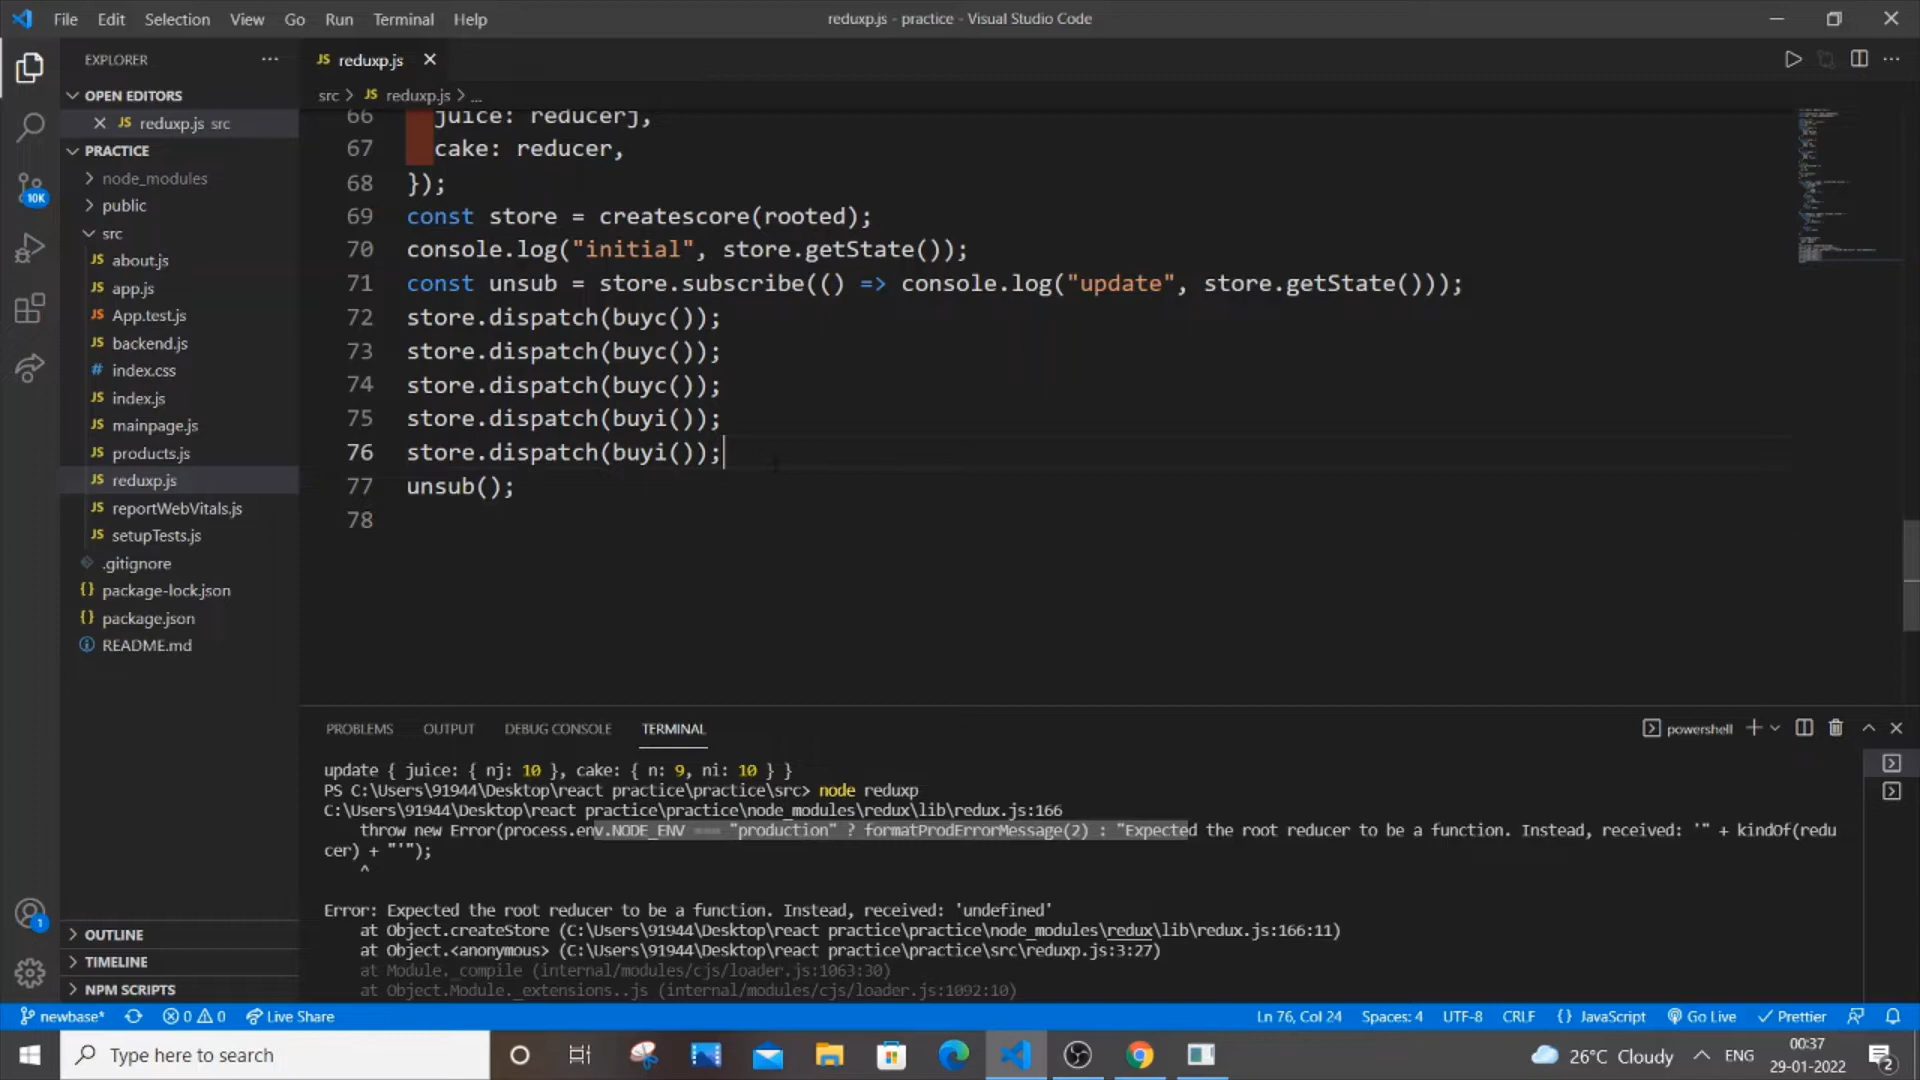 File Edit Selection View Go Run Terminal Help
reduxp.js - practice - Visual Studio Code
EXPLORER
OPEN EDITORS
JS reduxp.js src
PRACTICE
node_modules
public
src
JS about.js
JS app.js
JS App.test.js
JS backend.js
# index.css
JS index.js
JS mainpage.js
JS products.js
JS reduxp.js
JS reportWebVitals.js
JS setupTests.js
.gitignore
{} package-lock.json
{} package.json
README.md
OUTLINE
TIMELINE
NPM SCRIPTS
10K
1
JS reduxp.js
src > JS reduxp.js > ...
66 juice: reducerj,
67 cake: reducer,
68 });
69 const store = createscore(rooted);
70 console.log("initial", store.getState());
71 const unsub = store.subscribe(() => console.log("update", store.getState()));
72 store.dispatch(buyc());
73 store.dispatch(buyc());
74 store.dispatch(buyc());
75 store.dispatch(buyi());
76 store.dispatch(buyi());
77 unsub();
78
PROBLEMS OUTPUT DEBUG CONSOLE TERMINAL
powershell
update { juice: { nj: 10 }, cake: { n: 9, ni: 10 } }
PS C:\Users\91944\Desktop\react practice\practice\src> node reduxp
C:\Users\91944\Desktop\react practice\practice\node_modules\redux\lib\redux.js:166
throw new Error(process.env.NODE_ENV === "production" ? formatProdErrorMessage(2) : "Expected the root reducer to be a function. Instead, received: '" + kindOf(redu
cer) + "'");
^
Error: Expected the root reducer to be a function. Instead, received: 'undefined'
at Object.createStore (C:\Users\91944\Desktop\react practice\practice\node_modules\redux\lib\redux.js:166:11)
at Object.<anonymous> (C:\Users\91944\Desktop\react practice\practice\src\reduxp.js:3:27)
at Module._compile (internal/modules/cjs/loader.js:1063:30)
at Object.Module._extensions..js (internal/modules/cjs/loader.js:1092:10)
newbase* 0 0 Live Share
Ln 76, Col 24 Spaces: 4 UTF-8 CRLF {} JavaScript Go Live Prettier
Type here to search
26°C Cloudy ENG
00:37
29-01-2022
2